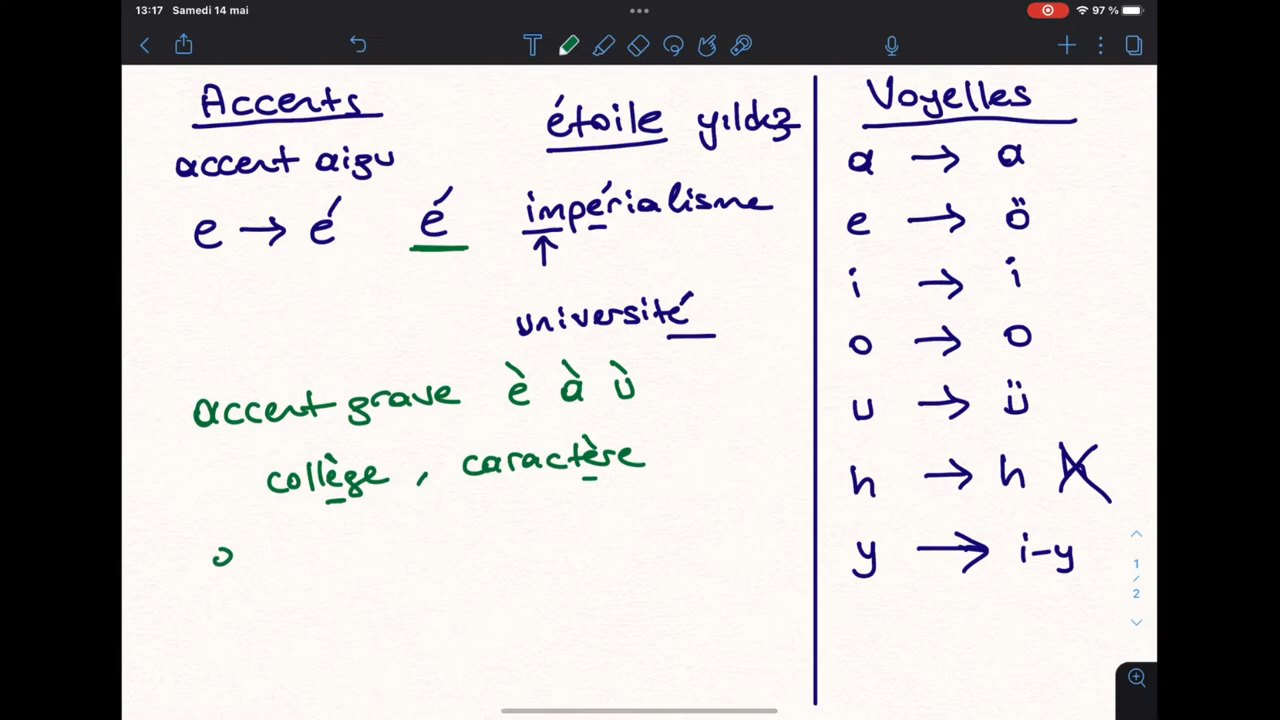 13:17 Samedi 14 mai
97 %
T
Accents
accent aigu
e → é é
étoile yıldız
impérialisme
↑
université
accent grave è à ù
collège , caractère
o
Voyelles
a → a
e → ö
i → i
o → o
u → ü
h → h X
y → i-y
1
/
2